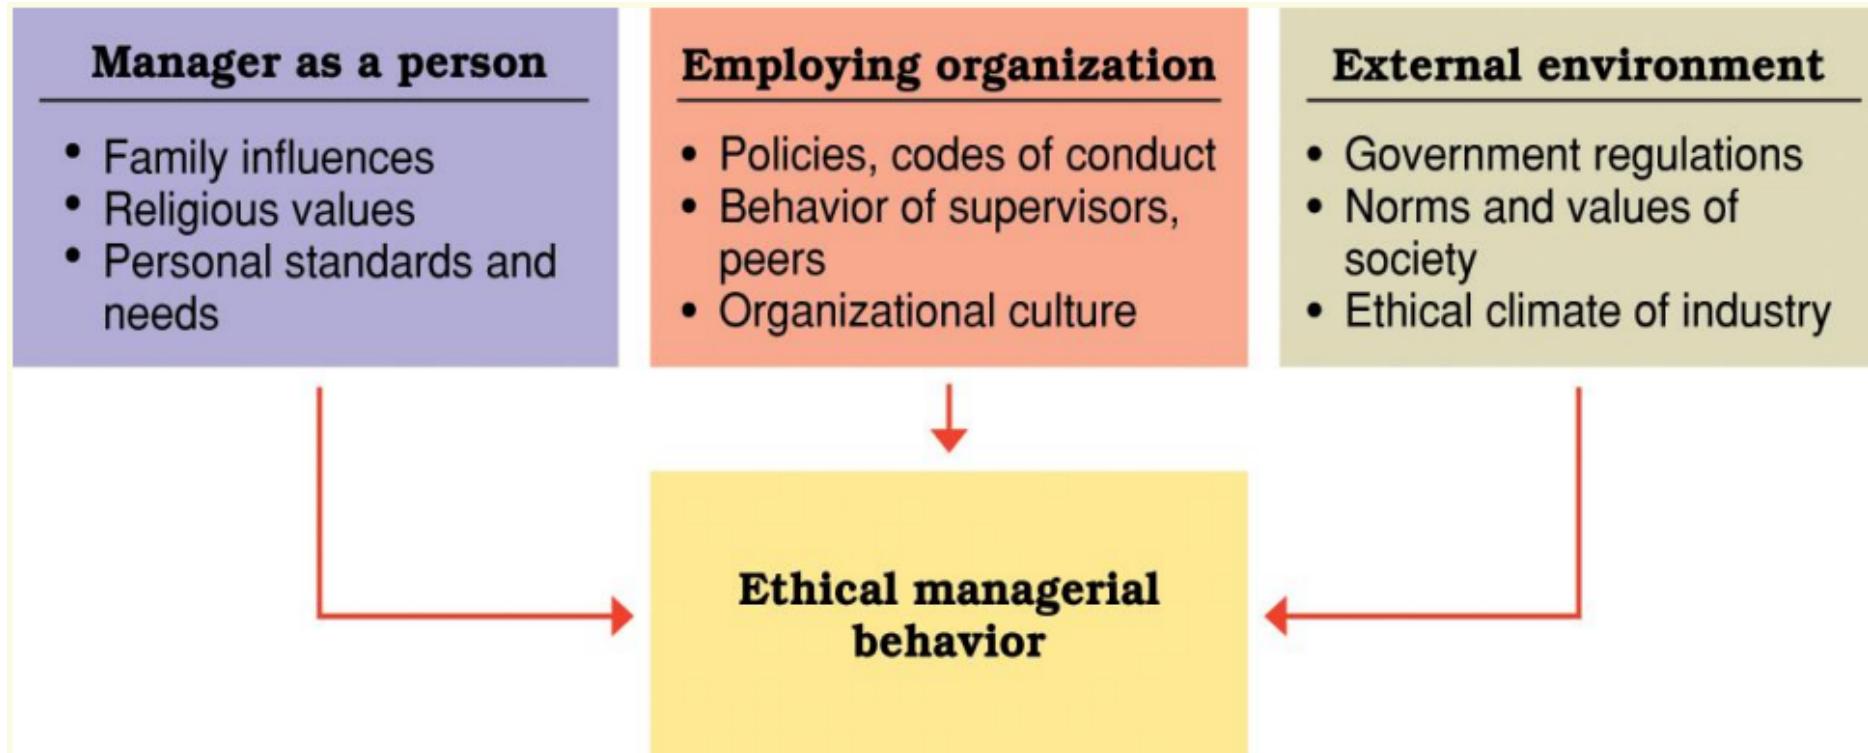 Manager as a person
• Family influences
• Religious values
• Personal standards and
needs
Employing organization
• Policies, codes of conduct
• Behavior of supervisors,
peers
• Organizational culture
External environment
• Government regulations
• Norms and values of
society
• Ethical climate of industry
Ethical managerial
behavior